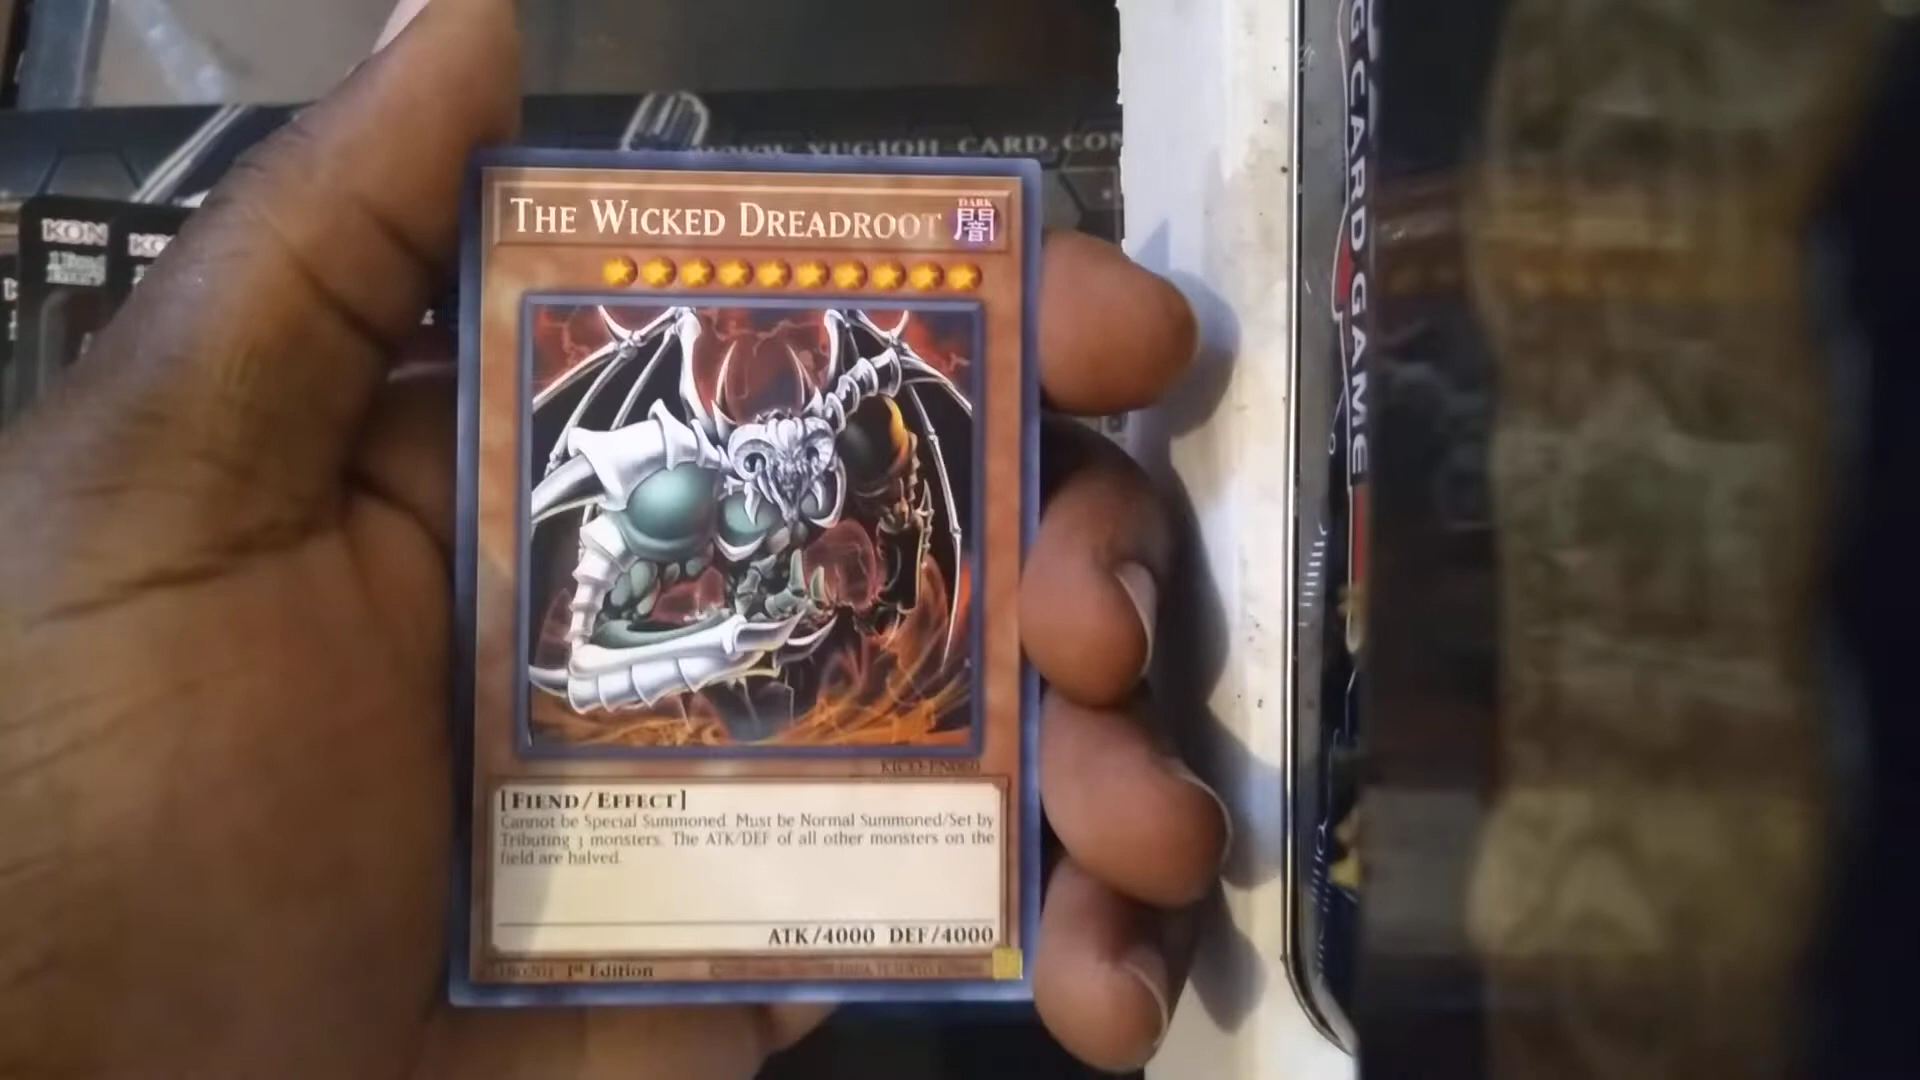 WWW.YUGIOH-CARD.COM
KON
THE WICKED DREADROOT
DARK
闇
G CARD GAME
KICO-EN060
[FIEND/EFFECT]
Cannot be Special Summoned. Must be Normal Summoned/Set by
Tributing 3 monsters. The ATK/DEF of all other monsters on the
field are halved.
ATK/4000 DEF/4000
1st Edition